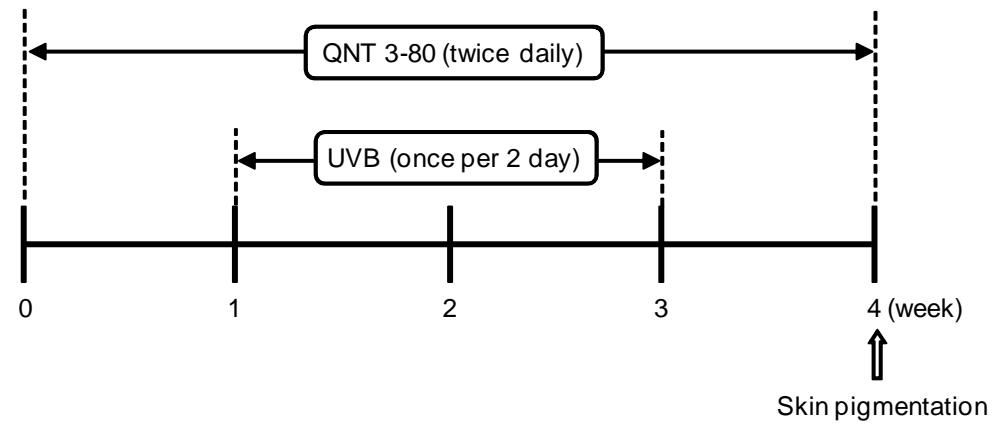 QNT 3-80 (twice daily)
UVB (once per 2 day)
0 1 2 3 4 (week)
Skin pigmentation